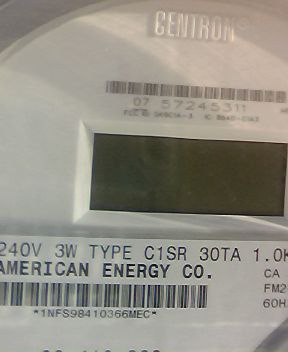 CENTRON
07 57245311
240V 3W TYPE C1SR 30TA 1.0K
AMERICAN ENERGY CO.
CA
FM2
60H
*1NFS98410366MEC*